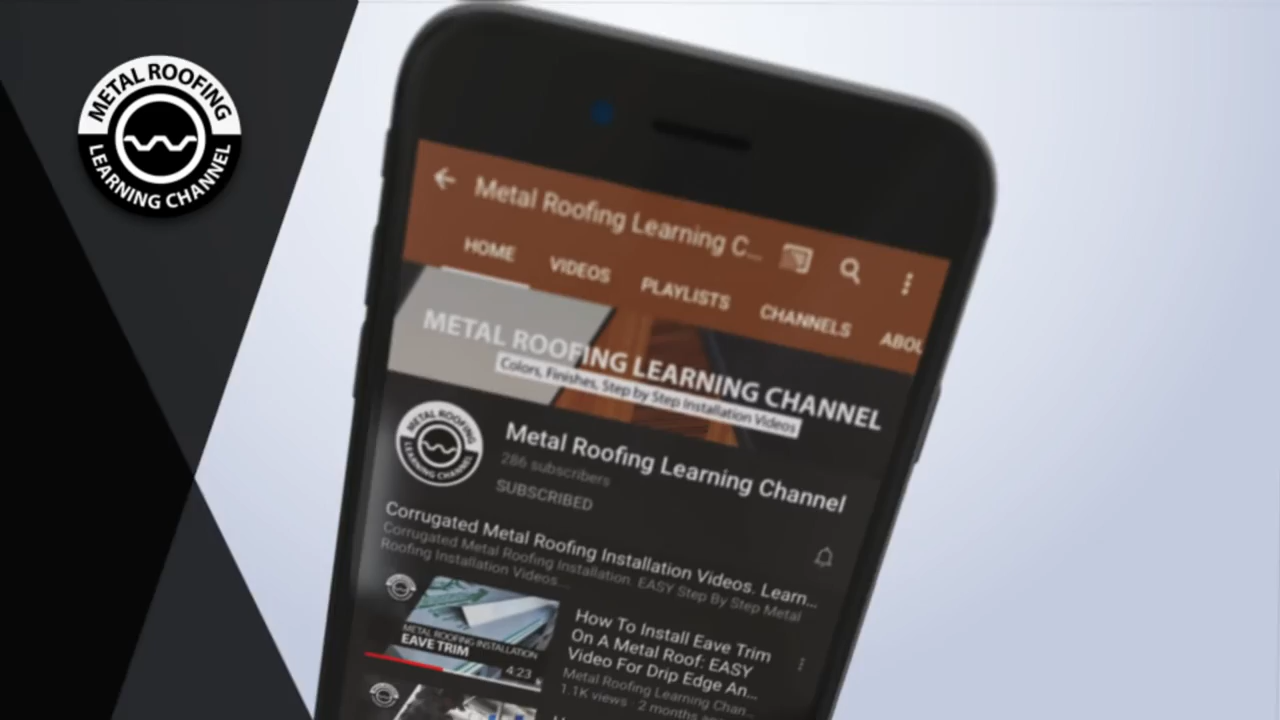 METAL ROOFING
LEARNING CHANNEL
Metal Roofing Learning C...
HOME VIDEOS PLAYLISTS CHANNELS ABOU
METAL ROOFING LEARNING CHANNEL
Colors, Finishes, Step by Step Installation Videos
METAL ROOFING
LEARNING CHANNEL
Metal Roofing Learning Channel
286 subscribers
SUBSCRIBED
Corrugated Metal Roofing Installation Videos. Learn...
Corrugated Metal Roofing Installation. EASY Step By Step Metal
Roofing Installation Videos...
METAL ROOFING INSTALLATION
EAVE TRIM
4:23
How To Install Eave Trim
On A Metal Roof: EASY
Video For Drip Edge An...
Metal Roofing Learning Chan...
1.1K views · 2 months